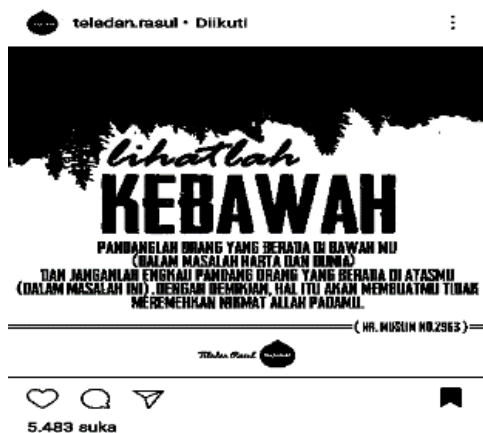 teladan.rasul • Diikuti
lihatlah
KEBAWAH
PANDANGLAH ORANG YANG BERADA DI BAWAH MU
(DALAM MASALAH HARTA DAN DUNIA)
DAN JANGANLAH ENGKAU PANDANG ORANG YANG BERADA DI ATASMU
(DALAM MASALAH INI). DENGAN DEMIKIAN, HAL ITU AKAN MEMBUATMU TIDAK
MEREMEHKAN NIKMAT ALLAH PADAMU.
( HR. MUSLIM NO.2963 )
Teladan Rasul
5.483 suka